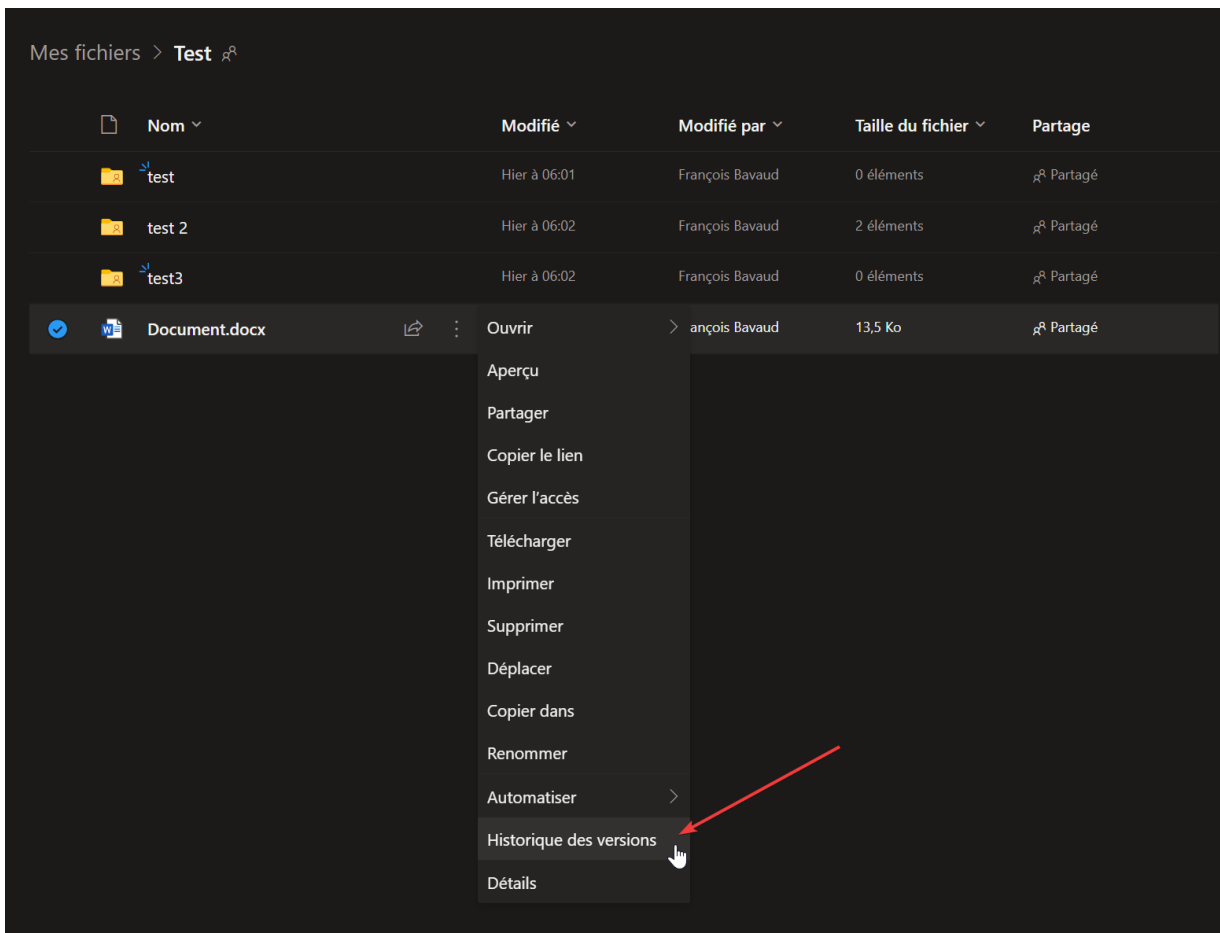 Mes fichiers > Test
Nom Modifié Modifié par Taille du fichier Partage
test Hier à 06:01 François Bavaud 0 éléments Partagé
test 2 Hier à 06:02 François Bavaud 2 éléments Partagé
test3 Hier à 06:02 François Bavaud 0 éléments Partagé
Document.docx Ouvrir ançois Bavaud 13,5 Ko Partagé
Aperçu
Partager
Copier le lien
Gérer l'accès
Télécharger
Imprimer
Supprimer
Déplacer
Copier dans
Renommer
Automatiser
Historique des versions
Détails